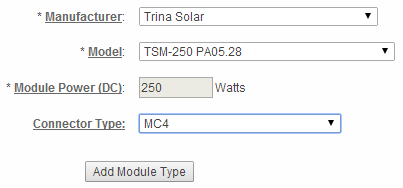 * Manufacturer: Trina Solar
* Model: TSM-250 PA05.28
* Module Power (DC): 250 Watts
Connector Type: MC4
Add Module Type